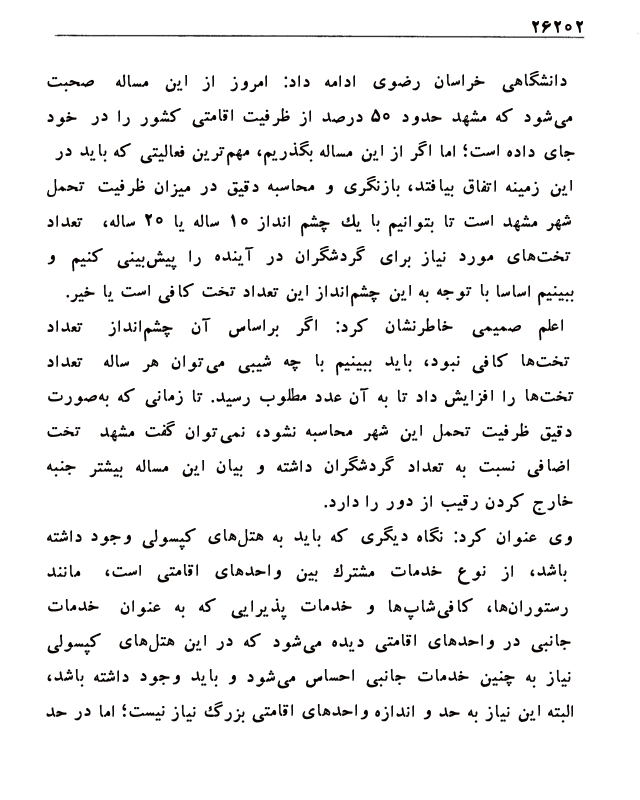 ۲۶۲۰۲
دانشگاهی خراسان رضوی ادامه داد: امروز از این مساله صحبت
می‌شود که مشهد حدود ۵۰ درصد از ظرفیت اقامتی کشور را در خود
جای داده است؛ اما اگر از این مساله بگذریم، مهم‌ترین فعالیتی که باید در
این زمینه اتفاق بیافتد، بازنگری و محاسبه دقیق در میزان ظرفیت تحمل
شهر مشهد است تا بتوانیم با یك چشم انداز ۱۰ ساله یا ۲۰ ساله، تعداد
تخت‌های مورد نیاز برای گردشگران در آینده را پیش‌بینی کنیم و
ببینیم اساسا با توجه به این چشم‌انداز این تعداد تخت کافی است یا خیر.
اعلم صمیمی خاطرنشان کرد: اگر براساس آن چشم‌انداز تعداد
تخت‌ها کافی نبود، باید ببینیم با چه شیبی می‌توان هر ساله تعداد
تخت‌ها را افزایش داد تا به آن عدد مطلوب رسید. تا زمانی که به‌صورت
دقیق ظرفیت تحمل این شهر محاسبه نشود، نمی‌توان گفت مشهد تخت
اضافی نسبت به تعداد گردشگران داشته و بیان این مساله بیشتر جنبه
خارج کردن رقیب از دور را دارد.
وی عنوان کرد: نگاه دیگری که باید به هتل‌های کپسولی وجود داشته
باشد، از نوع خدمات مشترك بین واحدهای اقامتی است، مانند
رستوران‌ها، کافی‌شاپ‌ها و خدمات پذیرایی که به عنوان خدمات
جانبی در واحدهای اقامتی دیده می‌شود که در این هتل‌های کپسولی
نیاز به چنین خدمات جانبی احساس می‌شود و باید وجود داشته باشد،
البته این نیاز به حد و اندازه واحدهای اقامتی بزرگ نیاز نیست؛ اما در حد